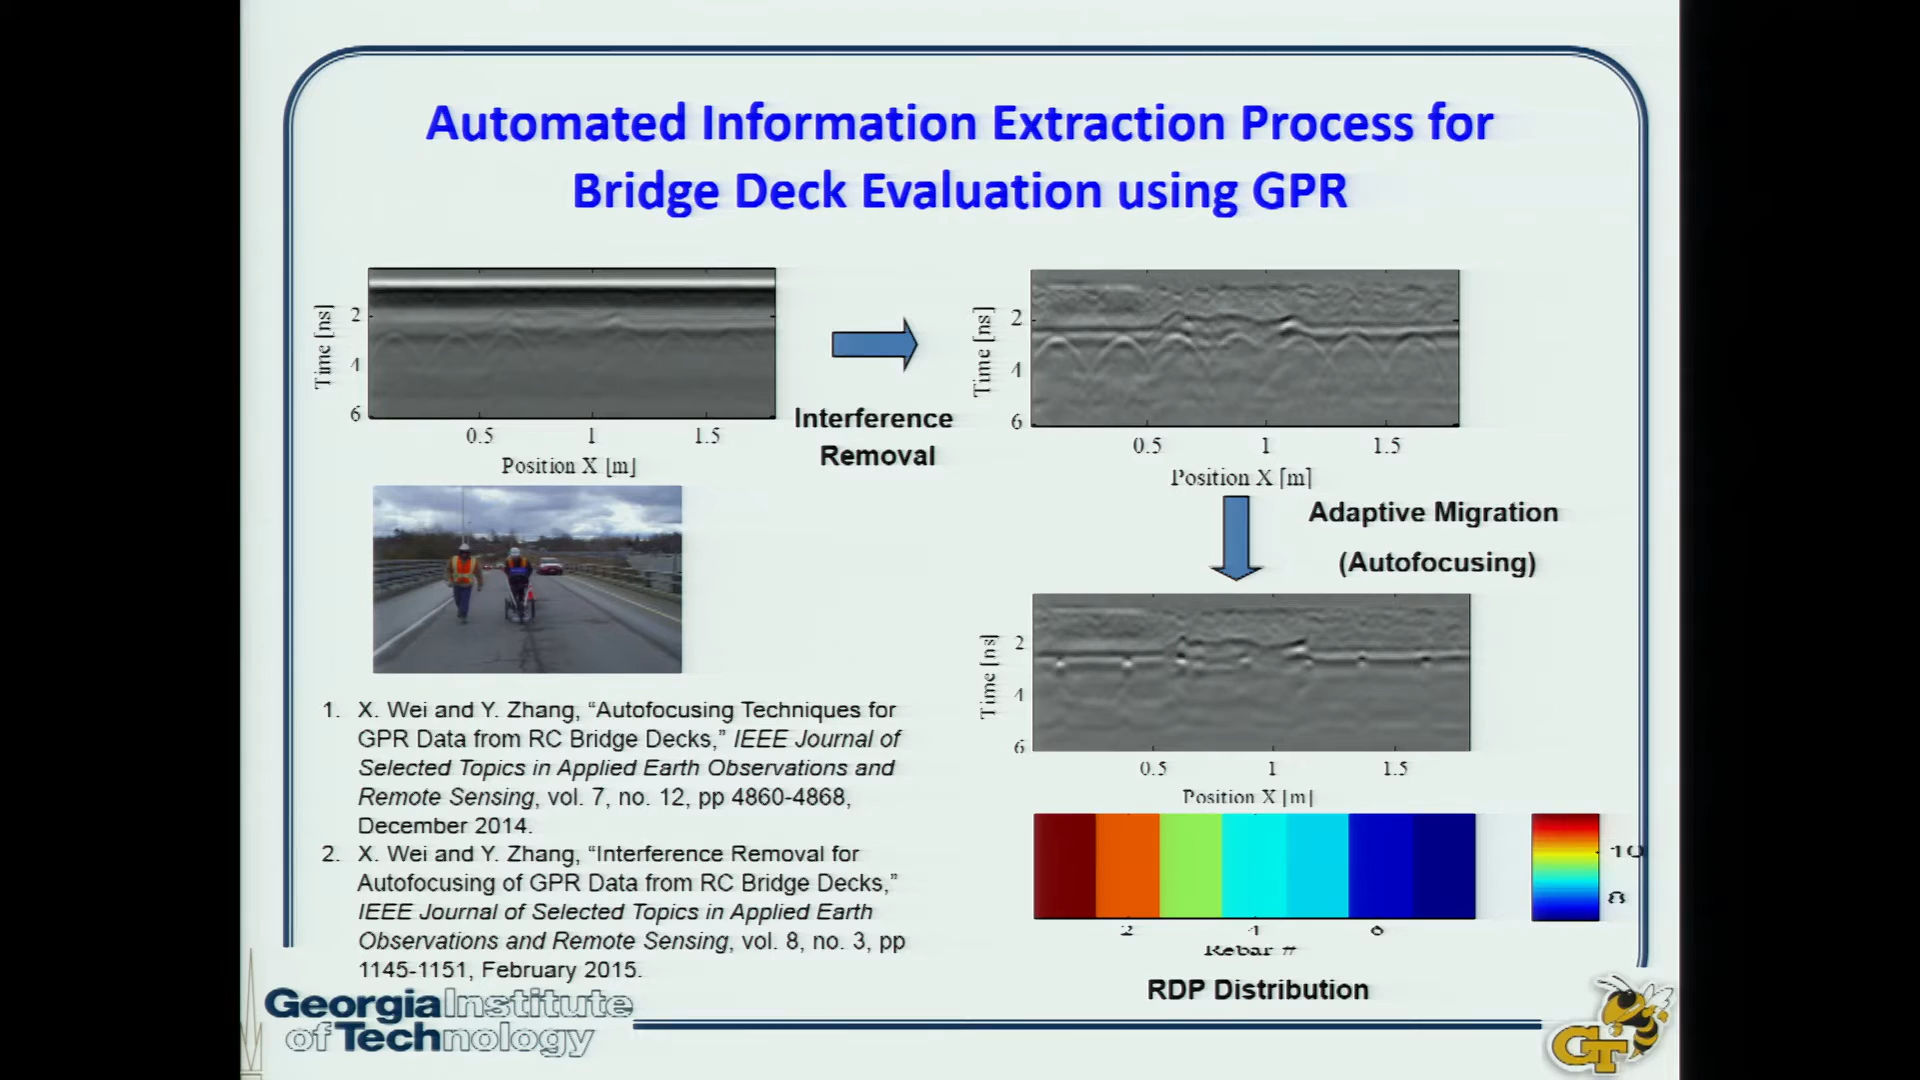 Automated Information Extraction Process for
Bridge Deck Evaluation using GPR
Time [ns]
2
4
6
0.5 1 1.5
Position X [m]
Interference
Removal
Time [ns]
2
4
6
0.5 1 1.5
Position X [m]
Adaptive Migration
(Autofocusing)
Time [ns]
2
4
6
0.5 1 1.5
Position X [m]
1. X. Wei and Y. Zhang, “Autofocusing Techniques for
GPR Data from RC Bridge Decks,” IEEE Journal of
Selected Topics in Applied Earth Observations and
Remote Sensing, vol. 7, no. 12, pp 4860-4868,
December 2014.
2. X. Wei and Y. Zhang, “Interference Removal for
Autofocusing of GPR Data from RC Bridge Decks,”
IEEE Journal of Selected Topics in Applied Earth
Observations and Remote Sensing, vol. 8, no. 3, pp
1145-1151, February 2015.
10
8
2 4 6
Rebar #
RDP Distribution
Georgia Institute
of Technology
GT